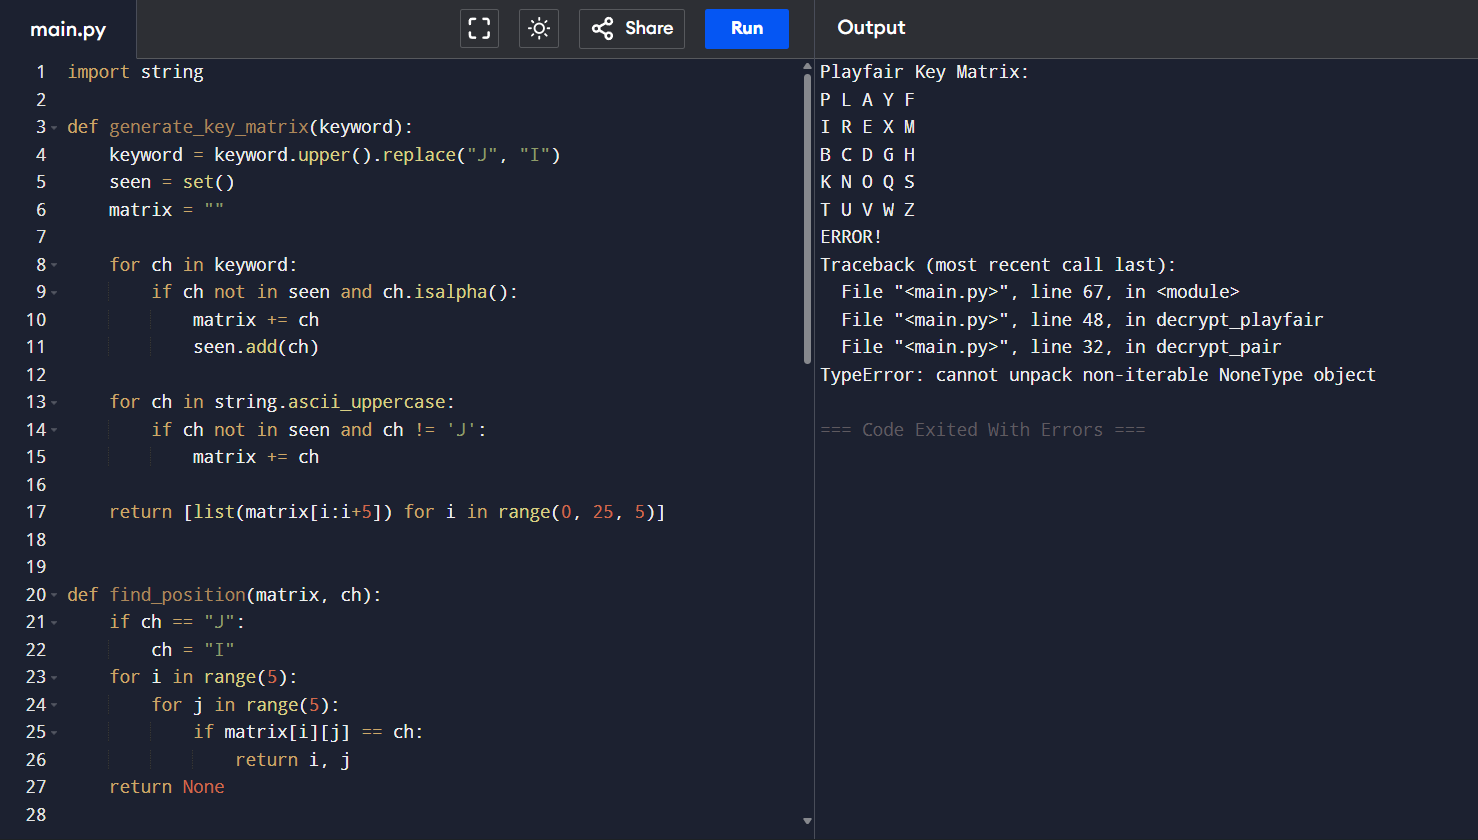 main.py
Share
Run
Output
1 import string
2
3 def generate_key_matrix(keyword):
4     keyword = keyword.upper().replace("J", "I")
5     seen = set()
6     matrix = ""
7
8     for ch in keyword:
9         if ch not in seen and ch.isalpha():
10             matrix += ch
11             seen.add(ch)
12
13     for ch in string.ascii_uppercase:
14         if ch not in seen and ch != 'J':
15             matrix += ch
16
17     return [list(matrix[i:i+5]) for i in range(0, 25, 5)]
18
19
20 def find_position(matrix, ch):
21     if ch == "J":
22         ch = "I"
23     for i in range(5):
24         for j in range(5):
25             if matrix[i][j] == ch:
26                 return i, j
27     return None
28
Playfair Key Matrix:
P L A Y F
I R E X M
B C D G H
K N O Q S
T U V W Z
ERROR!
Traceback (most recent call last):
  File "<main.py>", line 67, in <module>
  File "<main.py>", line 48, in decrypt_playfair
  File "<main.py>", line 32, in decrypt_pair
TypeError: cannot unpack non-iterable NoneType object
=== Code Exited With Errors ===